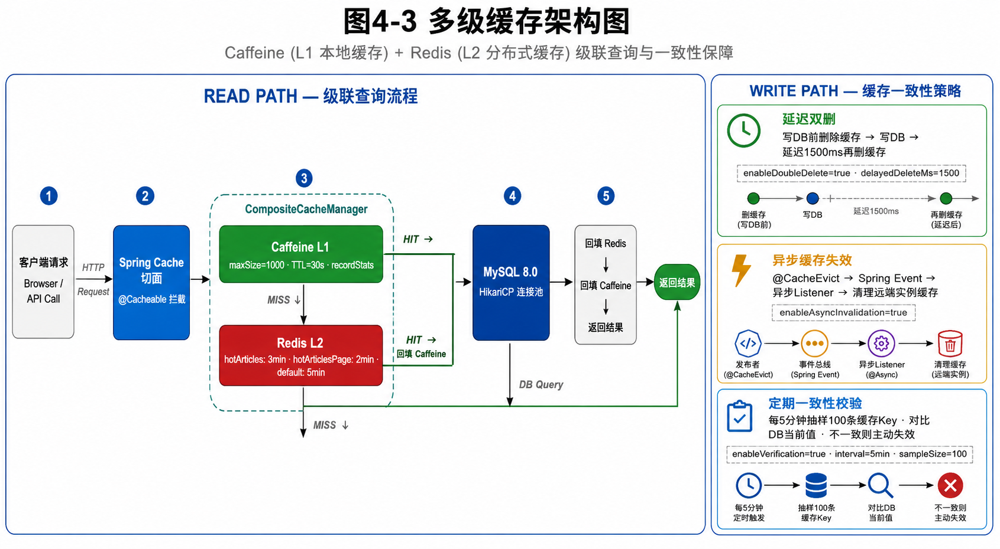 图4-3 多级缓存架构图
Caffeine (L1 本地缓存) + Redis (L2 分布式缓存) 级联查询与一致性保障
READ PATH — 级联查询流程
1
2
3
4
5
客户端请求
Browser /
API Call
HTTP
Request
Spring Cache
切面
@Cacheable 拦截
CompositeCacheManager
Caffeine L1
maxSize=1000 · TTL=30s · recordStats
MISS ↓
Redis L2
hotArticles: 3min · hotArticlesPage: 2min ·
default: 5min
MISS ↓
HIT →
HIT →
回填 Caffeine
MySQL 8.0
HikariCP 连接池
DB Query
回填 Redis
回填 Caffeine
返回结果
返回结果
WRITE PATH — 缓存一致性策略
延迟双删
写DB前删除缓存 → 写DB →
延迟1500ms再删缓存
enableDoubleDelete=true · delayedDeleteMs=1500
删缓存
(写DB前)
写DB
延迟1500ms
再删缓存
(延迟后)
异步缓存失效
@CacheEvict → Spring Event →
异步Listener → 清理远端实例缓存
enableAsyncInvalidation=true
</>
发布者
(@CacheEvict)
事件总线
(Spring Event)
异步Listener
(@Async)
清理缓存
(远端实例)
定期一致性校验
每5分钟抽样100条缓存Key · 对比
DB当前值 · 不一致则主动失效
enableVerification=true · interval=5min · sampleSize=100
每5分钟
定时触发
抽样100条
缓存Key
对比DB
当前值
不一致则
主动失效